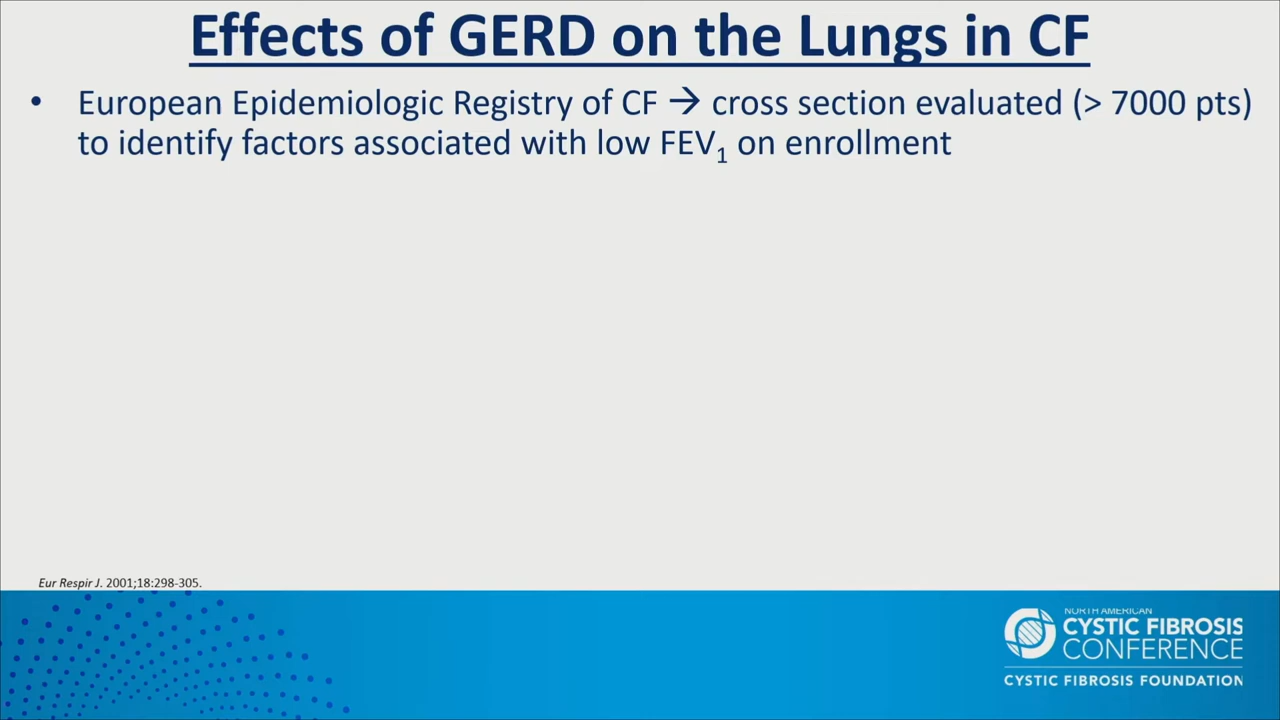 Effects of GERD on the Lungs in CF
• European Epidemiologic Registry of CF → cross section evaluated (> 7000 pts)
to identify factors associated with low FEV₁ on enrollment
Eur Respir J. 2001;18:298-305.
NORTH AMERICAN
CYSTIC FIBROSIS
CONFERENCE
CYSTIC FIBROSIS FOUNDATION